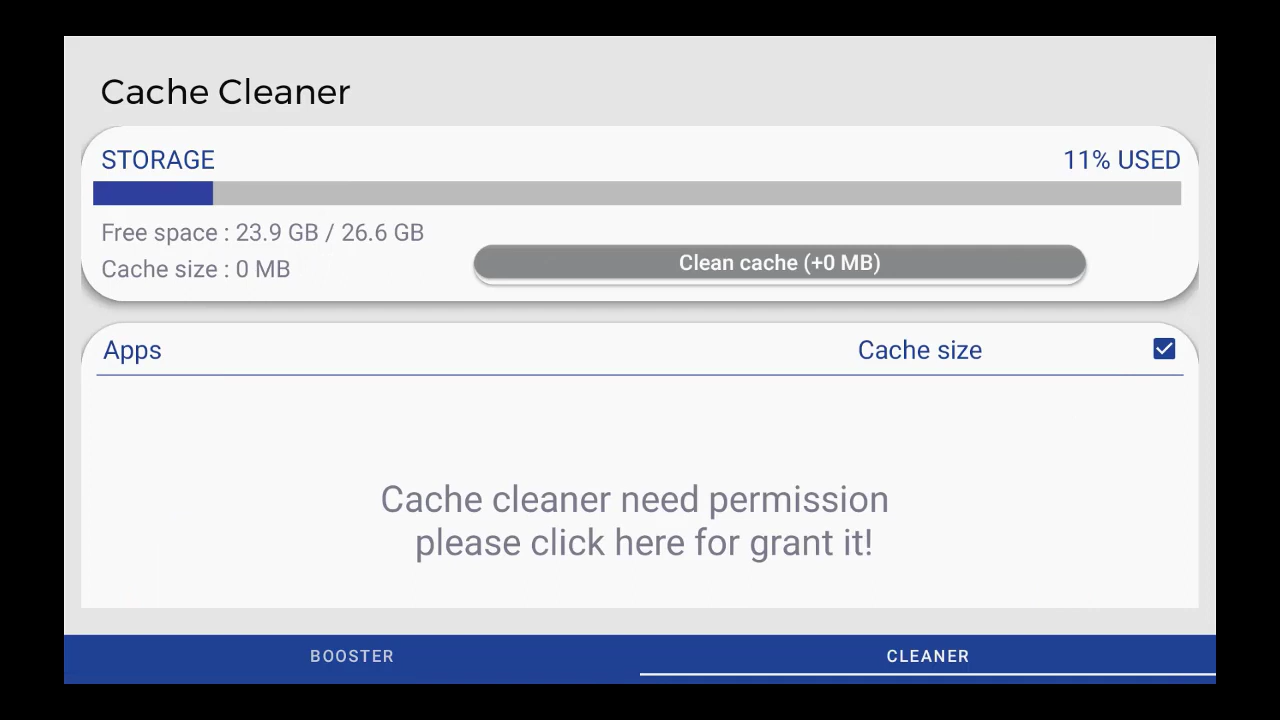 Cache Cleaner
STORAGE 11% USED
Free space : 23.9 GB / 26.6 GB
Cache size : 0 MB
Clean cache (+0 MB)
Apps Cache size
Cache cleaner need permission
please click here for grant it!
BOOSTER CLEANER